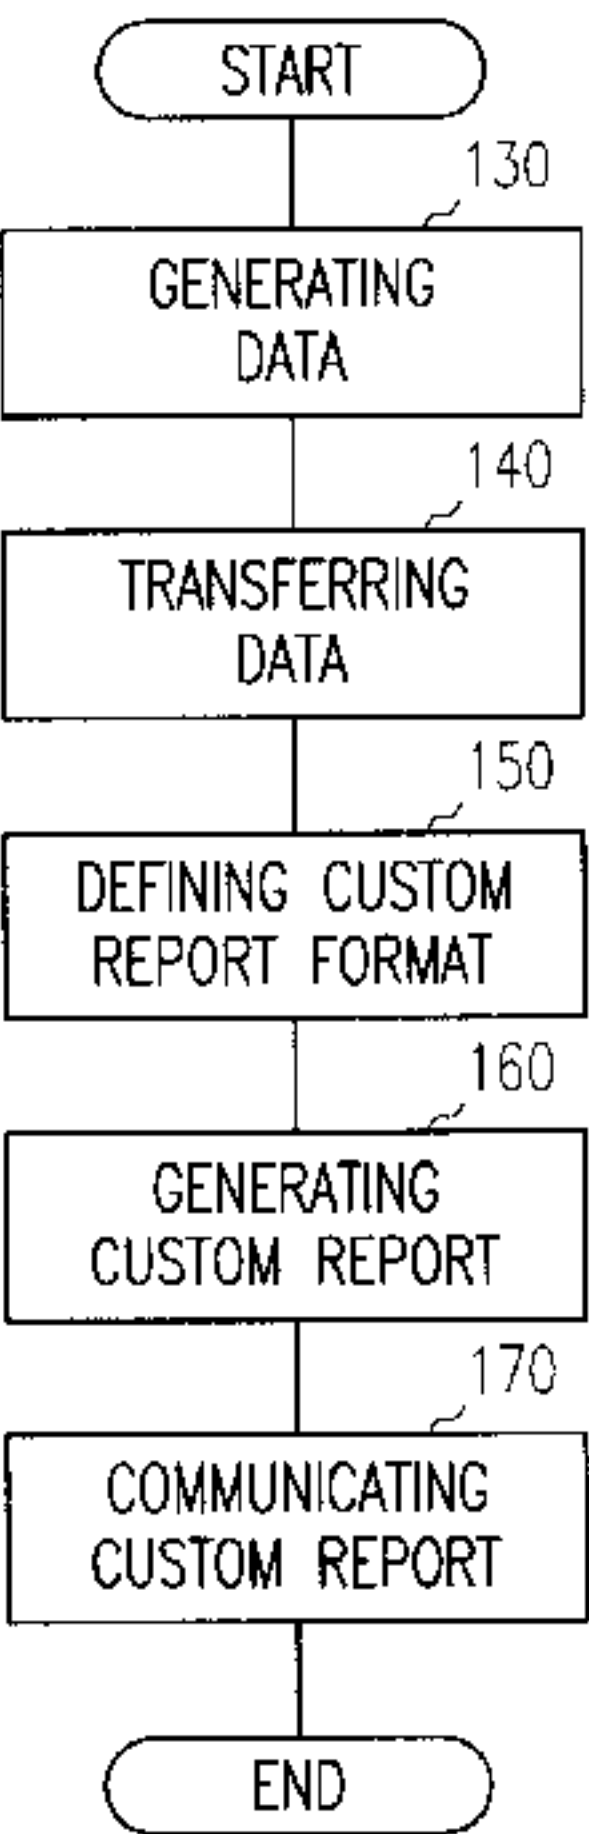 START
130
GENERATING
DATA
140
TRANSFERRING
DATA
150
DEFINING CUSTOM
REPORT FORMAT
160
GENERATING
CUSTOM REPORT
170
COMMUNICATING
CUSTOM REPORT
END